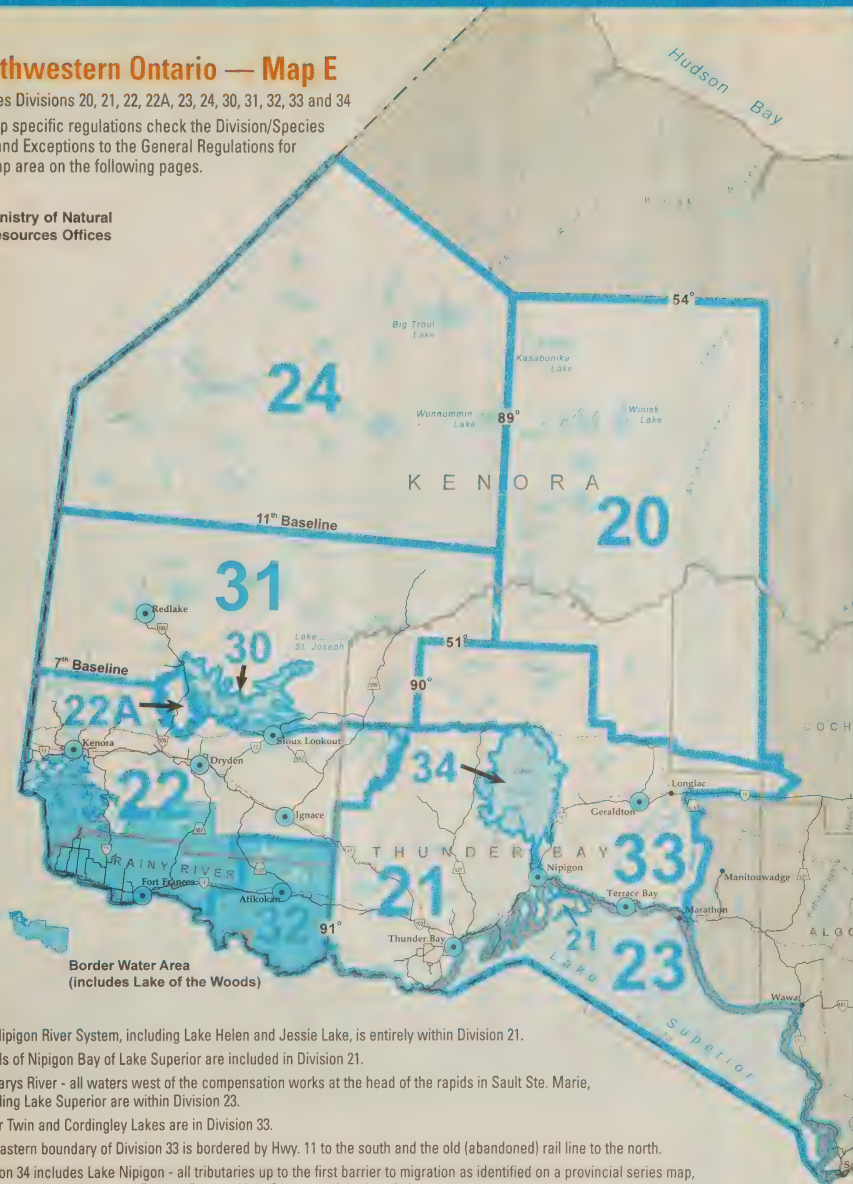 thwestern Ontario — Map E
es Divisions 20, 21, 22, 22A, 23, 24, 30, 31, 32, 33 and 34
p specific regulations check the Division/Species
and Exceptions to the General Regulations for
ap area on the following pages.
nistry of Natural
esources Offices
Hudson
Bay
54°
Big Trout
Lake
Kasabonika
Lake
24
Wunnummin
Lake
89°
Winisk
Lake
KENORA
20
11th Baseline
31
Redlake
30
Lake
St. Joseph
7th Baseline
51°
90°
22A
Kenora
Sioux Lookout
Dryden
34
Longlac
22
Ignace
Geraldton
THUNDER BAY
33
RAINY RIVER
Fort Frances
Atikokan
21
Nipigon
Manitouwadge
Terrace Bay
Marathon
32
91°
Thunder Bay
21
23
ALGO
Lake Superior
Wawa
Border Water Area
(includes Lake of the Woods)
Nipigon River System, including Lake Helen and Jessie Lake, is entirely within Division 21.
ds of Nipigon Bay of Lake Superior are included in Division 21.
arys River - all waters west of the compensation works at the head of the rapids in Sault Ste. Marie,
ding Lake Superior are within Division 23.
r Twin and Cordingley Lakes are in Division 33.
eastern boundary of Division 33 is bordered by Hwy. 11 to the south and the old (abandoned) rail line to the north.
on 34 includes Lake Nipigon - all tributaries up to the first barrier to migration as identified on a provincial series map,